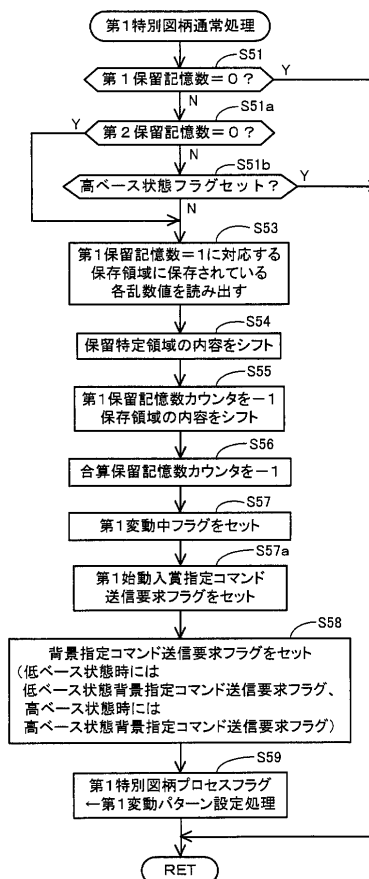 第1特別図柄通常処理
S51
第1保留記憶数=0?
Y
N
S51a
Y
第2保留記憶数=0?
N
S51b
高ベース状態フラグセット?
Y
N
S53
第1保留記憶数=1に対応する
保存領域に保存されている
各乱数値を読み出す
S54
保留特定領域の内容をシフト
S55
第1保留記憶数カウンタを-1
保存領域の内容をシフト
S56
合算保留記憶数カウンタを-1
S57
第1変動中フラグをセット
S57a
第1始動入賞指定コマンド
送信要求フラグをセット
S58
背景指定コマンド送信要求フラグをセット
(低ベース状態時には
低ベース状態背景指定コマンド送信要求フラグ、
高ベース状態時には
高ベース状態背景指定コマンド送信要求フラグ)
S59
第1特別図柄プロセスフラグ
←第1変動パターン設定処理
RET